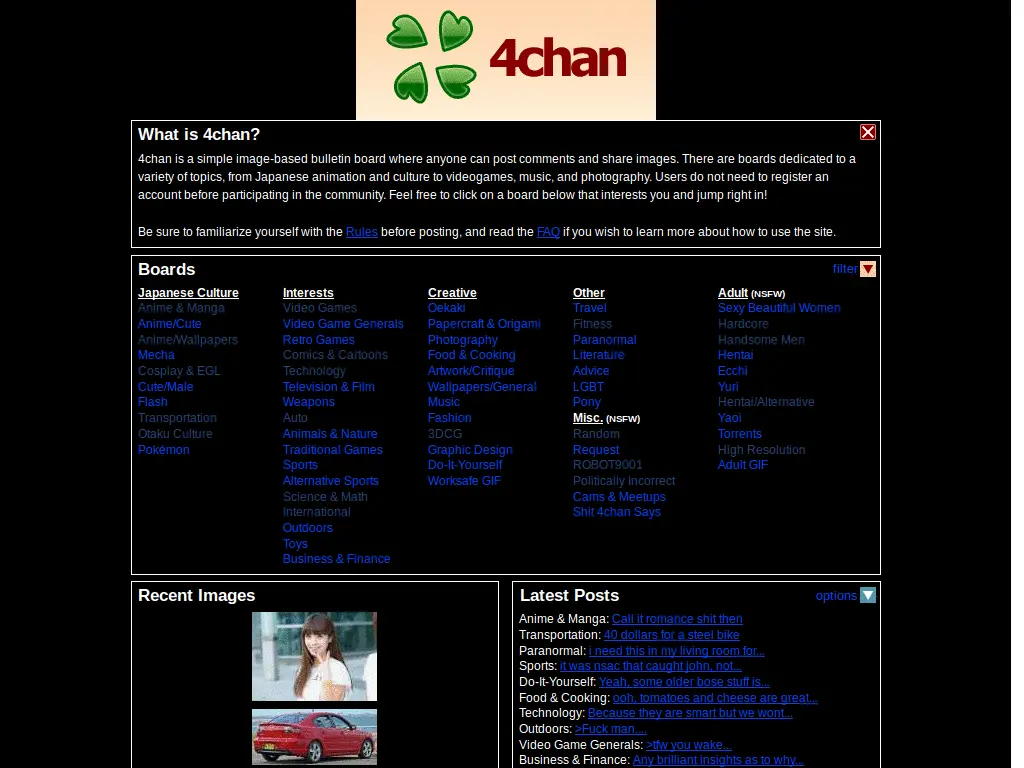 4chan
What is 4chan?
4chan is a simple image-based bulletin board where anyone can post comments and share images. There are boards dedicated to a
variety of topics, from Japanese animation and culture to videogames, music, and photography. Users do not need to register an
account before participating in the community. Feel free to click on a board below that interests you and jump right in!
Be sure to familiarize yourself with the Rules before posting, and read the FAQ if you wish to learn more about how to use the site.
Boards
filter
Japanese Culture
Anime & Manga
Anime/Cute
Anime/Wallpapers
Mecha
Cosplay & EGL
Cute/Male
Flash
Transportation
Otaku Culture
Pokémon
Interests
Video Games
Video Game Generals
Retro Games
Comics & Cartoons
Technology
Television & Film
Weapons
Auto
Animals & Nature
Traditional Games
Sports
Alternative Sports
Science & Math
International
Outdoors
Toys
Business & Finance
Creative
Oekaki
Papercraft & Origami
Photography
Food & Cooking
Artwork/Critique
Wallpapers/General
Music
Fashion
3DCG
Graphic Design
Do-It-Yourself
Worksafe GIF
Other
Travel
Fitness
Paranormal
Literature
Advice
LGBT
Pony
Misc. (NSFW)
Random
Request
ROBOT9001
Politically Incorrect
Cams & Meetups
Shit 4chan Says
Adult (NSFW)
Sexy Beautiful Women
Hardcore
Handsome Men
Hentai
Ecchi
Yuri
Hentai/Alternative
Yaoi
Torrents
High Resolution
Adult GIF
Recent Images
Latest Posts
options
Anime & Manga: Call it romance shit then
Transportation: 40 dollars for a steel bike
Paranormal: i need this in my living room for...
Sports: it was nsac that caught john, not...
Do-It-Yourself: Yeah, some older bose stuff is...
Food & Cooking: ooh, tomatoes and cheese are great...
Technology: Because they are smart but we wont...
Outdoors: >Fuck man....
Video Game Generals: >tfw you wake...
Business & Finance: Any brilliant insights as to why...